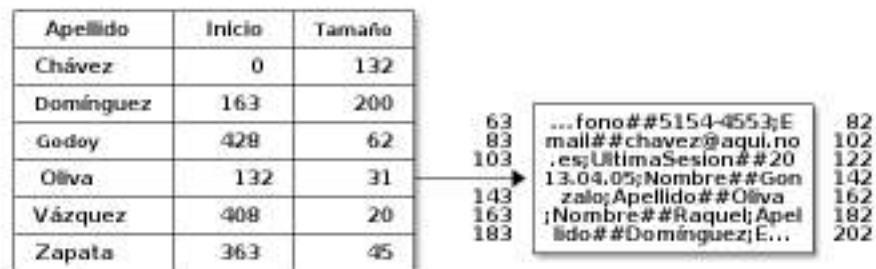 Apellido Inicio Tamaño
Chávez 0 132
Domínguez 163 200
Godoy 428 62
Oliva 132 31
Vázquez 408 20
Zapata 363 45
63 ...fono##5154-4553;E 82
83 mail##chavez@aqui.no 102
103 .es;UltimaSesion##20 122
13.04.05;Nombre##Gon 142
143 zalo;Apellido##Oliva 162
163 ;Nombre##Raquel;Apel 182
183 lido##Domínguez;E... 202